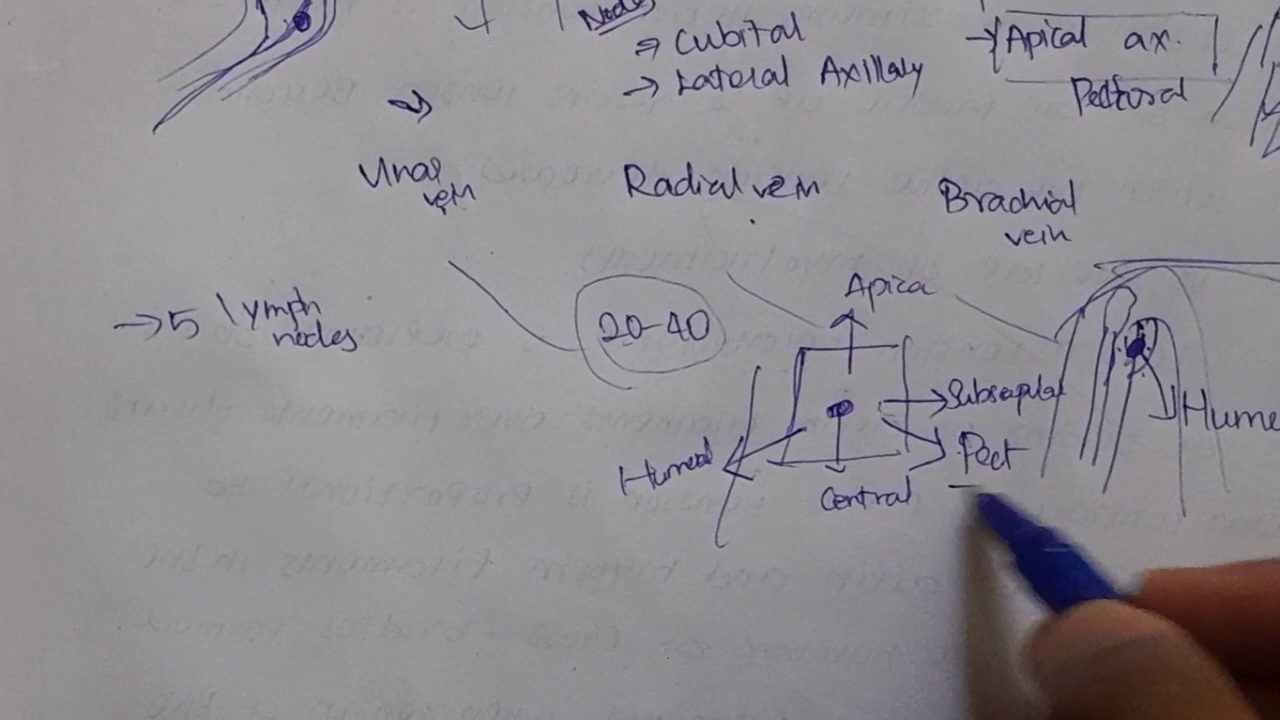 Nodes
⇒ Cubital
→ Lateral Axillary
Apical ax.
Pectoral
Ulnar
vein
Radial vein
Brachial
vein
→ 5 lymph
nodes
20-40
Apica
Subscapular
Humeral
Pect
Central
Hume